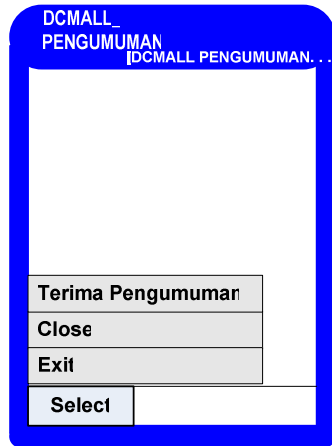 DCMALL_
PENGUMUMAN
DCMALL PENGUMUMAN. . .
Terima Pengumuman
Close
Exit
Select